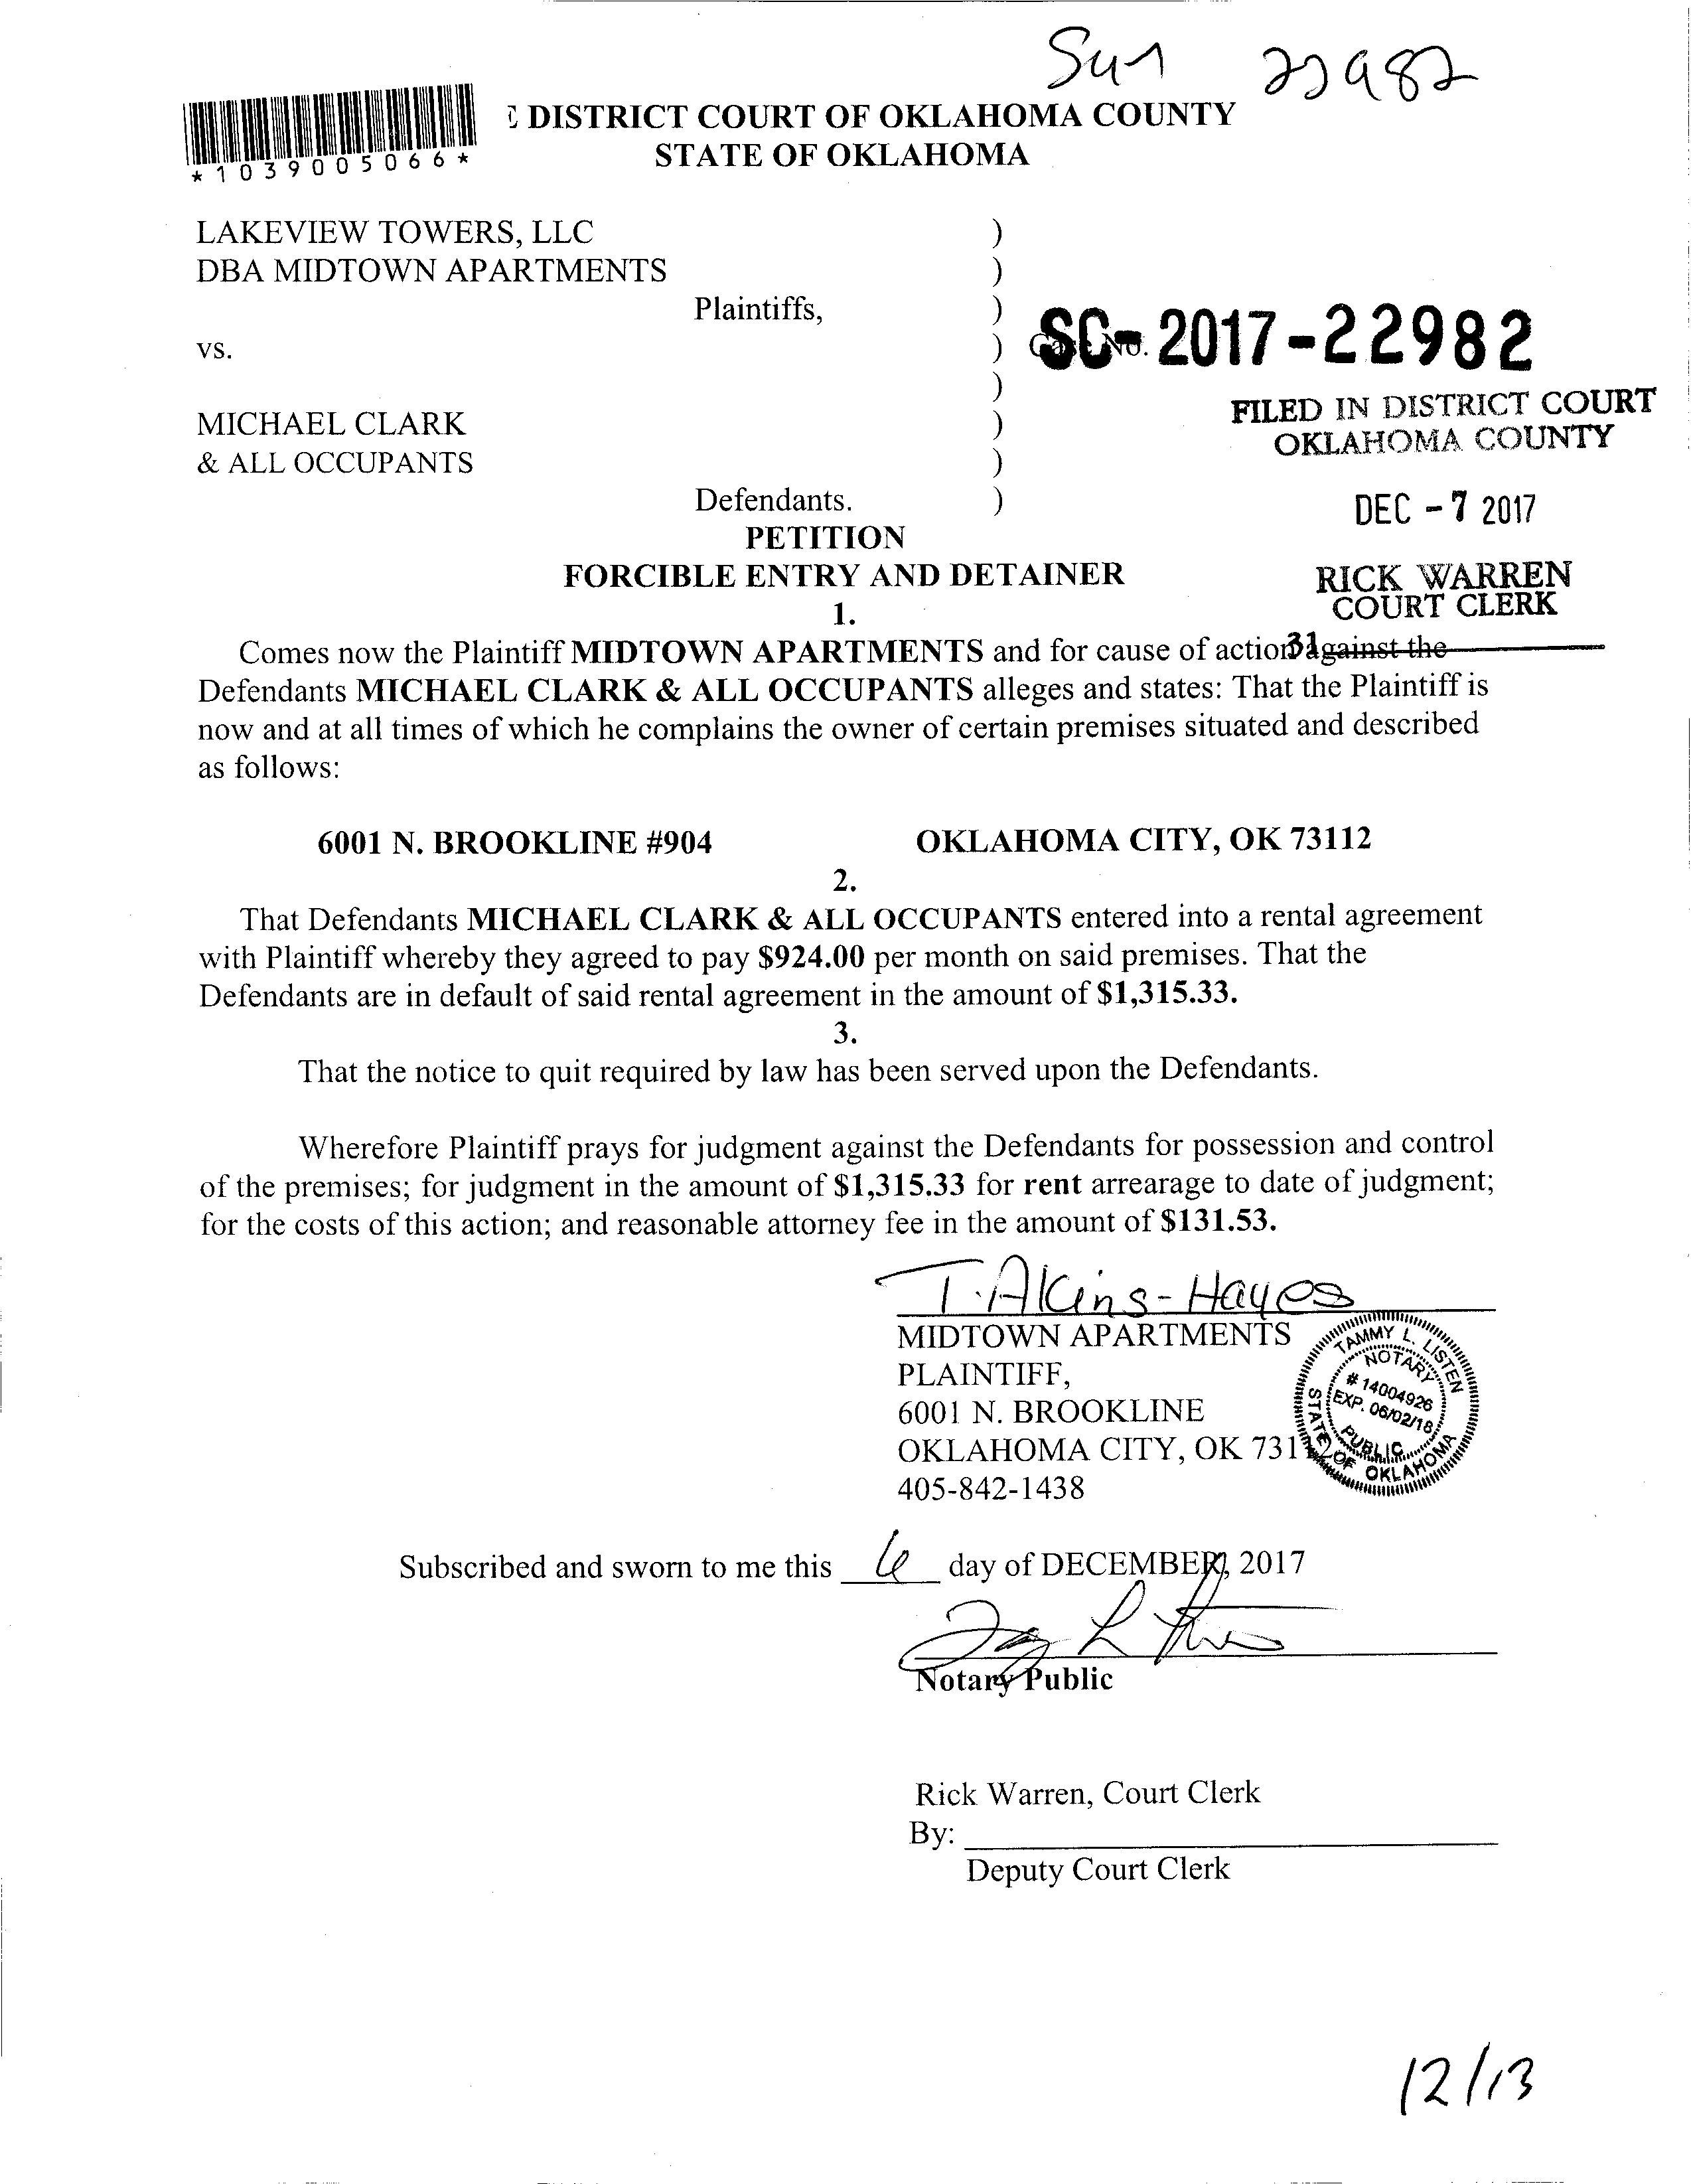 Sun 22982
DISTRICT COURT OF OKLAHOMA COUNTY
STATE OF OKLAHOMA
*1039005066*
LAKEVIEW TOWERS, LLC )
DBA MIDTOWN APARTMENTS )
Plaintiffs, )
vs. ) Case No. SC-2017-22982
)
MICHAEL CLARK )
& ALL OCCUPANTS )
Defendants. )
FILED IN DISTRICT COURT
OKLAHOMA COUNTY
DEC -7 2017
RICK WARREN
COURT CLERK
31
PETITION
FORCIBLE ENTRY AND DETAINER
1.
Comes now the Plaintiff MIDTOWN APARTMENTS and for cause of action against the
Defendants MICHAEL CLARK & ALL OCCUPANTS alleges and states: That the Plaintiff is
now and at all times of which he complains the owner of certain premises situated and described
as follows:
6001 N. BROOKLINE #904 OKLAHOMA CITY, OK 73112
2.
That Defendants MICHAEL CLARK & ALL OCCUPANTS entered into a rental agreement
with Plaintiff whereby they agreed to pay $924.00 per month on said premises. That the
Defendants are in default of said rental agreement in the amount of $1,315.33.
3.
That the notice to quit required by law has been served upon the Defendants.
Wherefore Plaintiff prays for judgment against the Defendants for possession and control
of the premises; for judgment in the amount of $1,315.33 for rent arrearage to date of judgment;
for the costs of this action; and reasonable attorney fee in the amount of $131.53.
T. Akins-Hayes
MIDTOWN APARTMENTS
PLAINTIFF,
6001 N. BROOKLINE
OKLAHOMA CITY, OK 73112
405-842-1438
TAMMY L. LISTEN
NOTARY
# 14004926
EXP. 06/02/18
PUBLIC
STATE OF OKLAHOMA
Subscribed and sworn to me this 6 day of DECEMBER, 2017
Notary Public
Rick Warren, Court Clerk
By:
Deputy Court Clerk
12/13